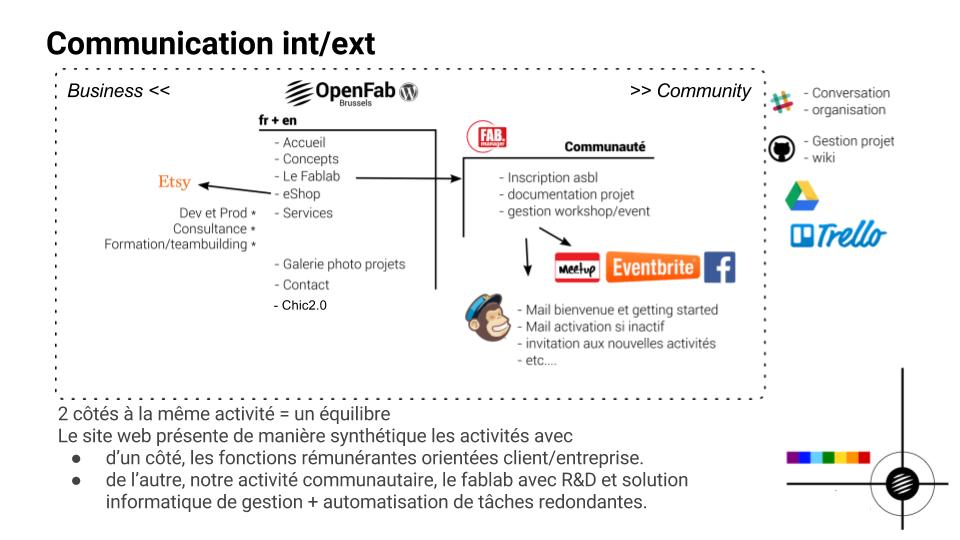 Communication int/ext
Business <<
OpenFab
Brussels
>> Community
fr + en
- Accueil
- Concepts
- Le Fablab
- eShop
- Services
Etsy
Dev et Prod *
Consultance *
Formation/teambuilding *
- Galerie photo projets
- Contact
- Chic2.0
FAB.
manager
Communauté
- Inscription asbl
- documentation projet
- gestion workshop/event
meetup
Eventbrite
- Mail bienvenue et getting started
- Mail activation si inactif
- invitation aux nouvelles activités
- etc....
- Conversation
- organisation
- Gestion projet
- wiki
Trello
2 côtés à la même activité = un équilibre
Le site web présente de manière synthétique les activités avec
● d’un côté, les fonctions rémunérantes orientées client/entreprise.
● de l’autre, notre activité communautaire, le fablab avec R&D et solution
informatique de gestion + automatisation de tâches redondantes.